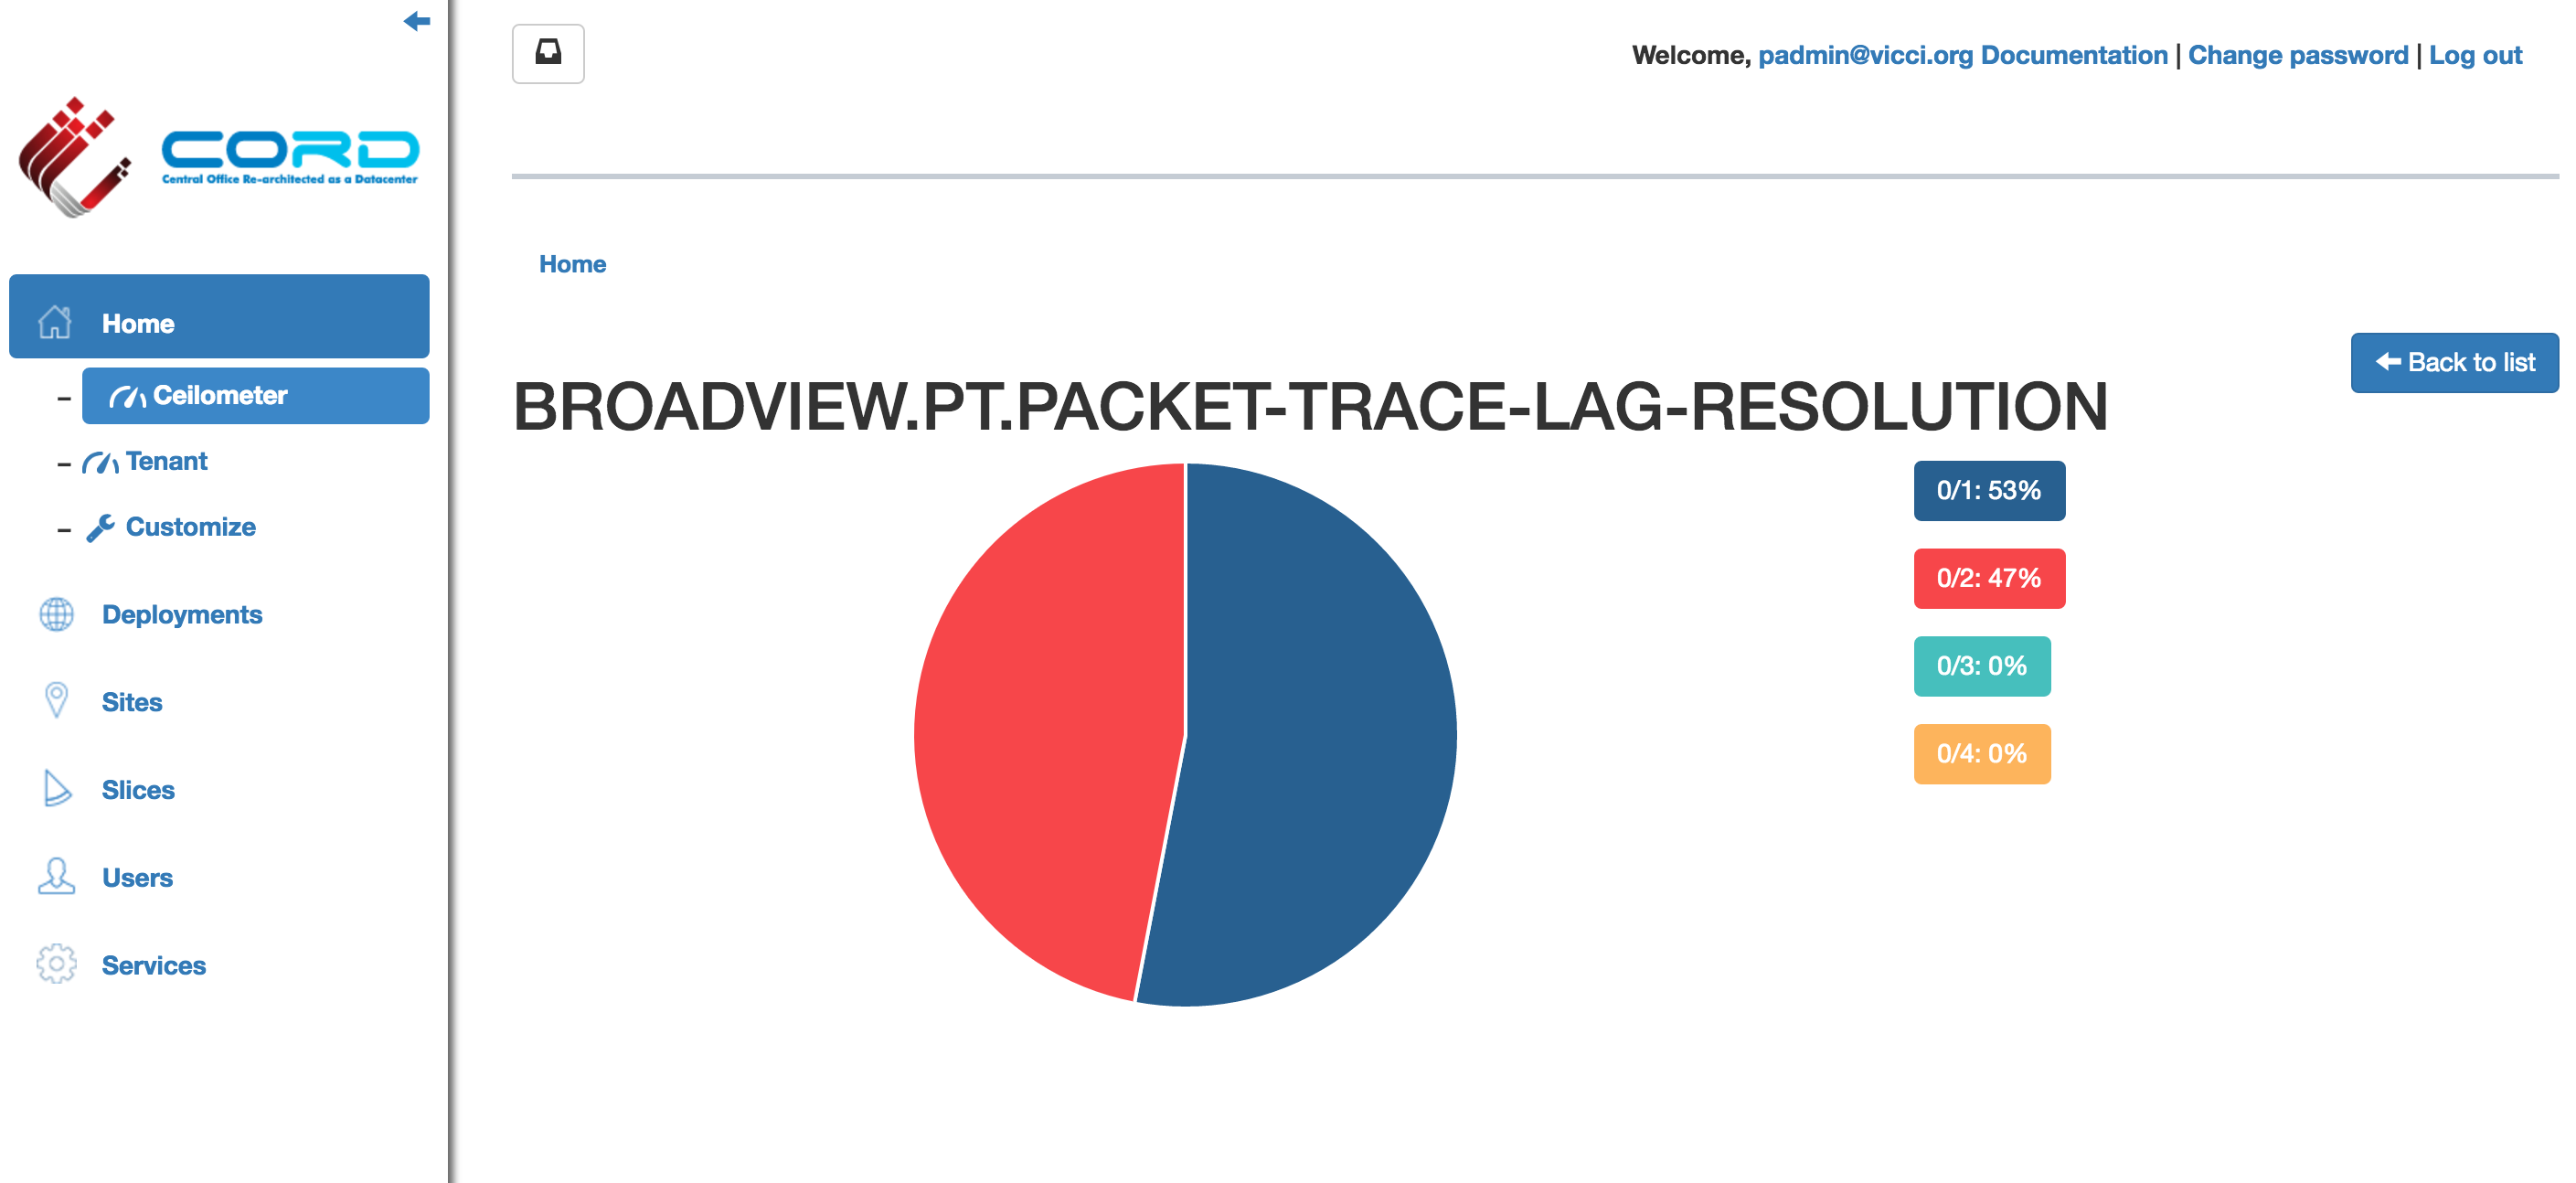 CORD
Central Office Re-architected as a Datacenter
Home
– Ceilometer
– Tenant
– Customize
Deployments
Sites
Slices
Users
Services
Welcome, padmin@vicci.org Documentation | Change password | Log out
Home
Back to list
BROADVIEW.PT.PACKET-TRACE-LAG-RESOLUTION
0/1: 53%
0/2: 47%
0/3: 0%
0/4: 0%